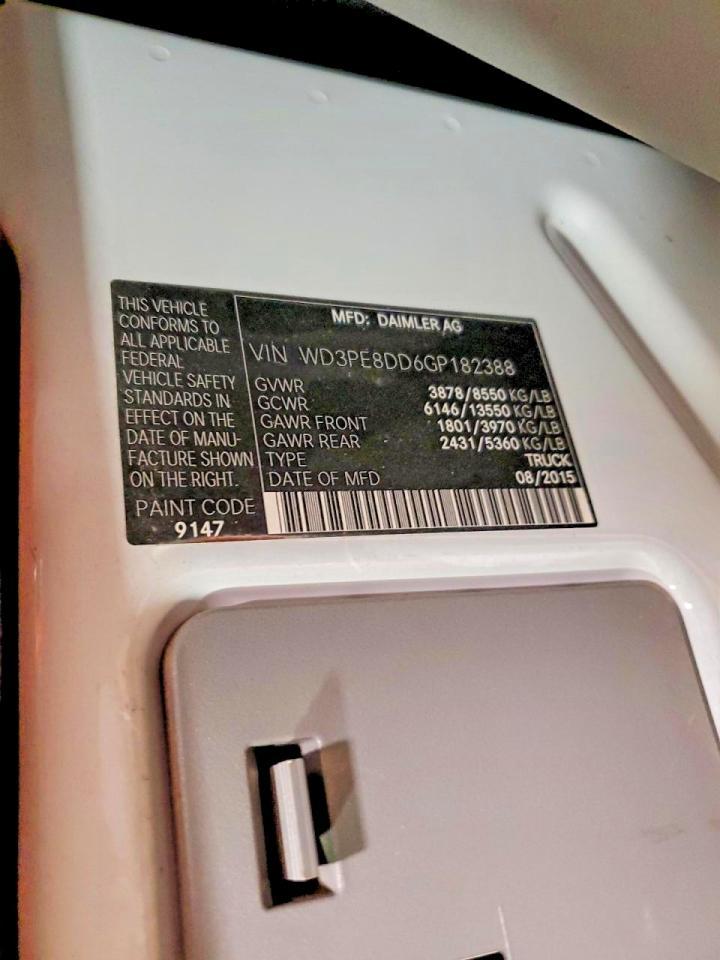 THIS VEHICLE
CONFORMS TO
ALL APPLICABLE
FEDERAL
VEHICLE SAFETY
STANDARDS IN
EFFECT ON THE
DATE OF MANU-
FACTURE SHOWN
ON THE RIGHT.
PAINT CODE
9147
MFD: DAIMLER AG
VIN WD3PE8DD6GP182388
GVWR 3878/8550 KG/LB
GCWR 6146/13550 KG/LB
GAWR FRONT 1801/3970 KG/LB
GAWR REAR 2431/5360 KG/LB
TYPE TRUCK
DATE OF MFD 08/2015